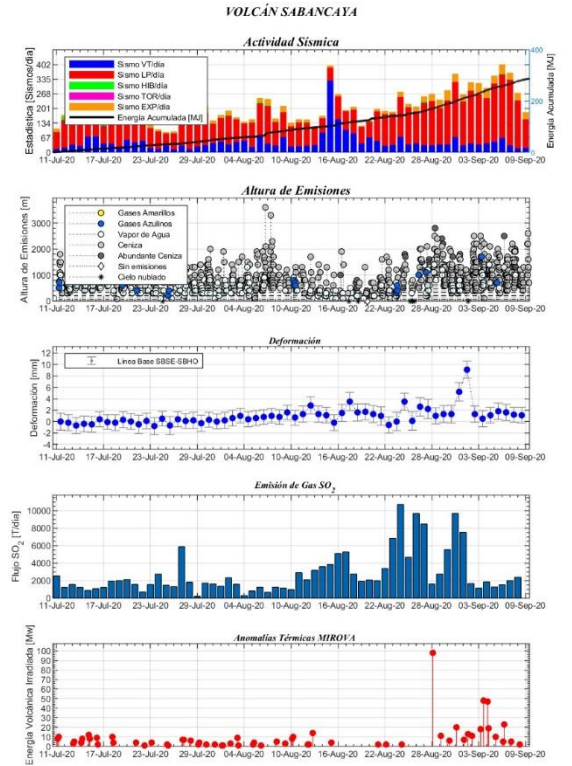 VOLCÁN SABANCAYA
Actividad Sísmica
Estadística [Sismos/día]
402
335
268
201
134
67
0
Sismo VT/día
Sismo LP/día
Sismo HIB/día
Sismo TOR/día
Sismo EXP/día
Energía Acumulada [MJ]
400
200
0
Energía Acumulada [MJ]
11-Jul-20 17-Jul-20 23-Jul-20 29-Jul-20 04-Aug-20 10-Aug-20 16-Aug-20 22-Aug-20 28-Aug-20 03-Sep-20 09-Sep-20
Altura de Emisiones
Altura de Emisiones [m]
3000
2000
1000
0
Gases Amarillos
Gases Azulinos
Vapor de Agua
Ceniza
Abundante Ceniza
Sin emisiones
Cielo nublado
11-Jul-20 17-Jul-20 23-Jul-20 29-Jul-20 04-Aug-20 10-Aug-20 16-Aug-20 22-Aug-20 28-Aug-20 03-Sep-20 09-Sep-20
Deformación
Deformación [mm]
12
10
8
6
4
2
0
-2
-4
Línea Base SBSE-SBHO
11-Jul-20 17-Jul-20 23-Jul-20 29-Jul-20 04-Aug-20 10-Aug-20 16-Aug-20 22-Aug-20 28-Aug-20 03-Sep-20 09-Sep-20
Emisión de Gas SO2
Flujo SO2 [T/día]
10000
8000
6000
4000
2000
0
11-Jul-20 17-Jul-20 23-Jul-20 29-Jul-20 04-Aug-20 10-Aug-20 16-Aug-20 22-Aug-20 28-Aug-20 03-Sep-20 09-Sep-20
Anomalías Térmicas MIROVA
Energía Volcánica Irradiada [Mw]
100
90
80
70
60
50
40
30
20
10
0
11-Jul-20 17-Jul-20 23-Jul-20 29-Jul-20 04-Aug-20 10-Aug-20 16-Aug-20 22-Aug-20 28-Aug-20 03-Sep-20 09-Sep-20